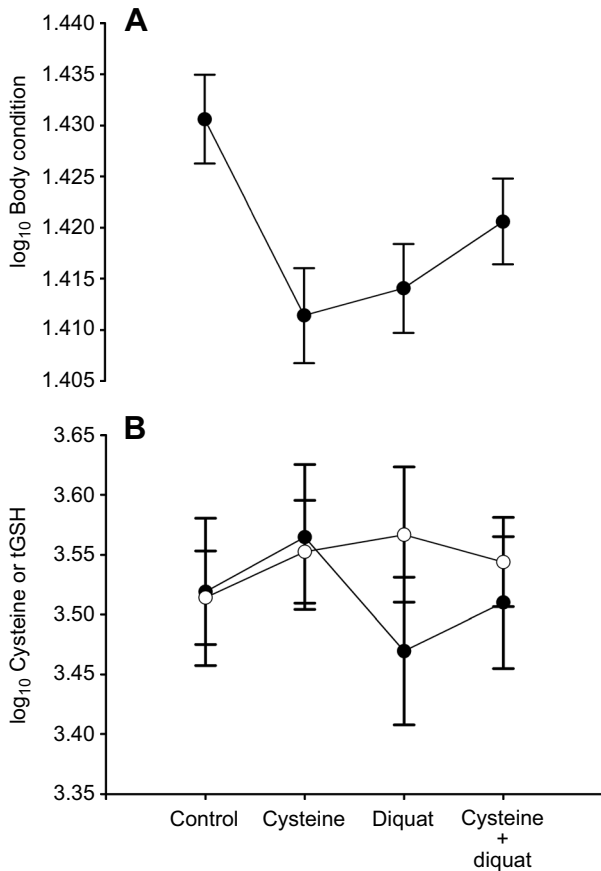 A
1.440
1.435
1.430
1.425
1.420
1.415
1.410
1.405
log₁₀ Body condition
B
3.65
3.60
3.55
3.50
3.45
3.40
3.35
log₁₀ Cysteine or tGSH
Control Cysteine Diquat Cysteine
+
diquat